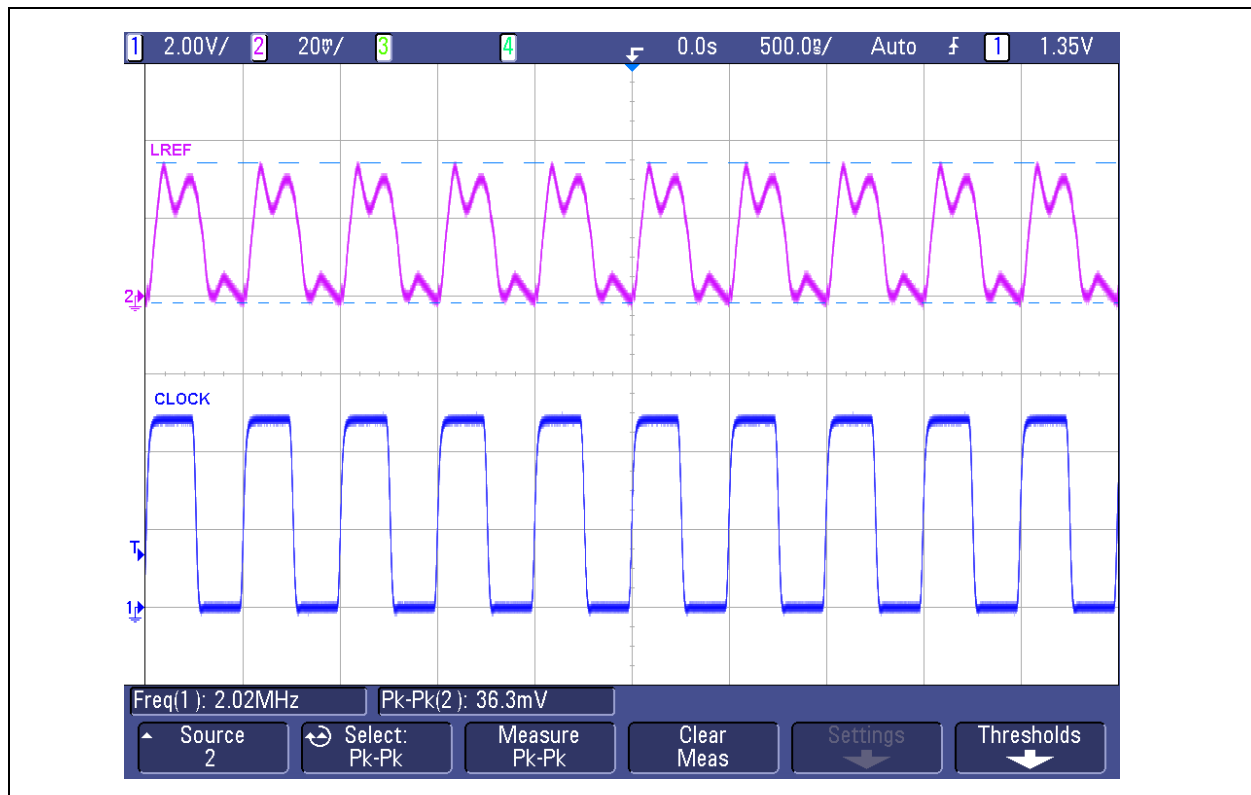 1 2.00V/ 2 20mV/ 3 4 0.0s 500.0ns/ Auto 1 1.35V
LREF
2
CLOCK
T
1
Freq(1): 2.02MHz Pk-Pk(2): 36.3mV
Source
2
Select:
Pk-Pk
Measure
Pk-Pk
Clear
Meas
Settings
Thresholds